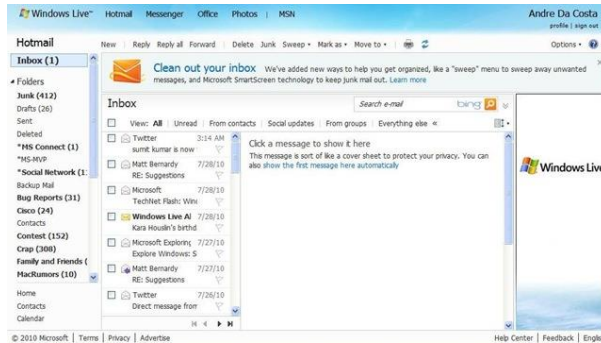 Windows Live™ Hotmail Messenger Office Photos | MSN Andre Da Costa
profile | sign out
Hotmail New | Reply Reply all Forward | Delete Junk Sweep Mark as Move to Options
Inbox (1)
Folders
Junk (412)
Drafts (26)
Sent
Deleted
*MS Connect (1)
*MS-MVP
*Social Network (1:
Backup Mail
Bug Reports (31)
Cisco (24)
Contacts
Contest (152)
Crap (308)
Family and Friends (
MacRumors (10)
Home
Contacts
Calendar
Clean out your inbox We've added new ways to help you get organized, like a "sweep" menu to sweep away unwanted
messages, and Microsoft SmartScreen technology to keep junk mail out. Learn more
Inbox Search e-mail bing
View: All | Unread | From contacts | Social updates | From groups | Everything else «
Twitter 3:14 AM
sumit kumar is now
Matt Bernardy 7/28/10
RE: Suggestions
Microsoft 7/28/10
TechNet Flash: Win
Windows Live Al 7/28/10
Kara Houslin's birthd
Microsoft Exploring 7/27/10
Explore Windows: S
Matt Bernardy 7/27/10
RE: Suggestions
Twitter 7/26/10
Direct message from
Click a message to show it here
This message is sort of like a cover sheet to protect your privacy. You can
also show the first message here automatically
Windows Live
© 2010 Microsoft | Terms | Privacy | Advertise Help Center | Feedback | Englis